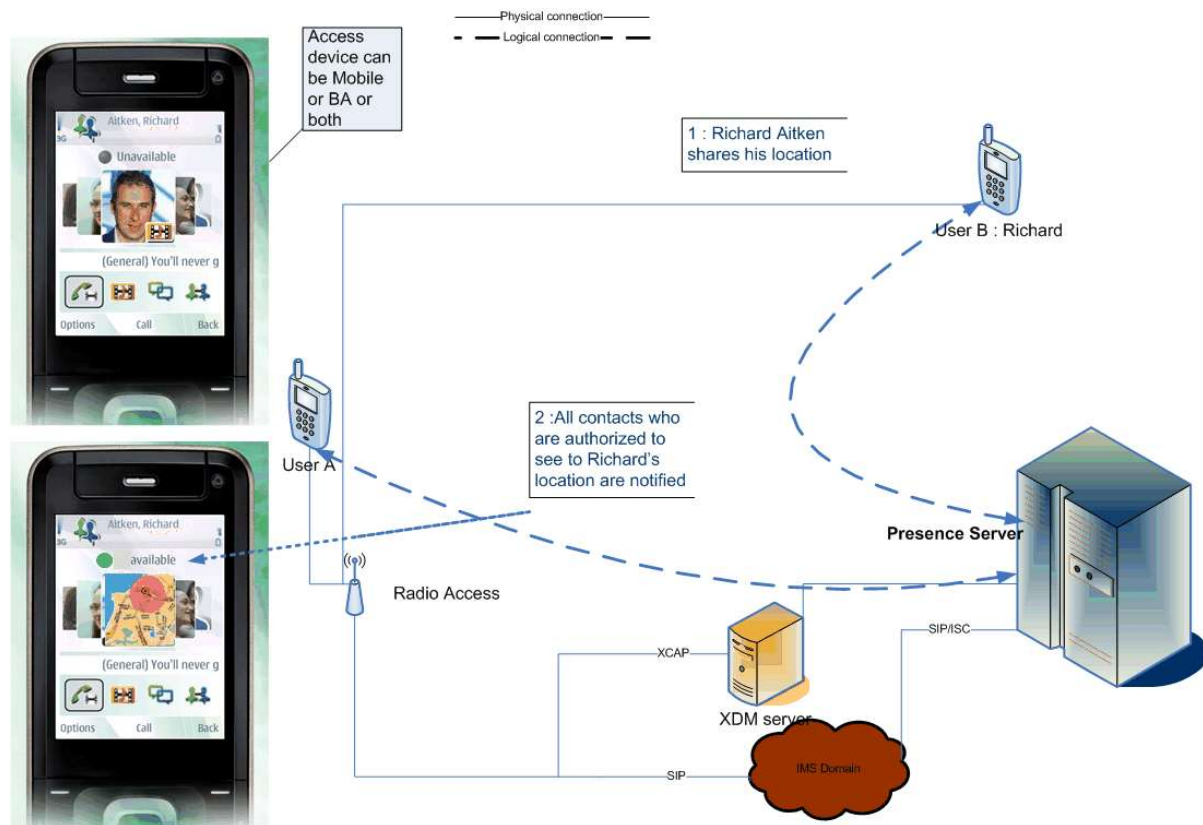 Physical connection
Logical connection
Access
device can
be Mobile
or BA or
both
3G
Aitken, Richard
Unavailable
(General) You'll never g
Options Call Back
1 : Richard Aitken
shares his location
User B : Richard
User A
2 :All contacts who
are authorized to
see to Richard's
location are notified
3G
Aitken, Richard
available
(General) You'll never g
Options Call Back
Radio Access
Presence Server
SIP/ISC
XCAP
XDM server
IMS Domain
SIP